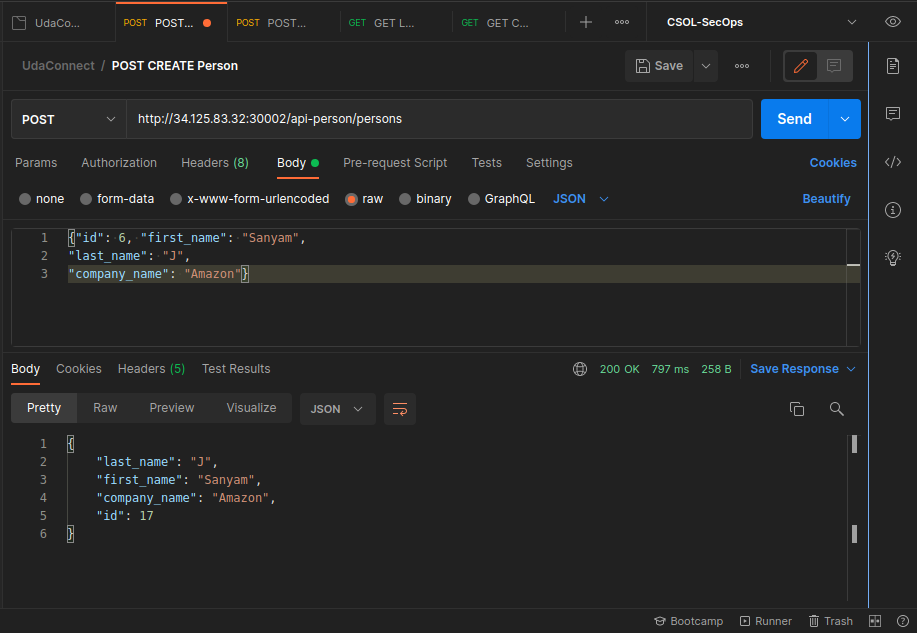 UdaCo... POST POST... POST POST... GET GET L... GET GET C... CSOL-SecOps
UdaConnect / POST CREATE Person Save
POST http://34.125.83.32:30002/api-person/persons Send
Params Authorization Headers (8) Body Pre-request Script Tests Settings Cookies
none form-data x-www-form-urlencoded raw binary GraphQL JSON Beautify
1 {"id": 6, "first_name": "Sanyam",
2 "last_name": "J",
3 "company_name": "Amazon"}
Body Cookies Headers (5) Test Results 200 OK 797 ms 258 B Save Response
Pretty Raw Preview Visualize JSON
1 {
2 "last_name": "J",
3 "first_name": "Sanyam",
4 "company_name": "Amazon",
5 "id": 17
6 }
Bootcamp Runner Trash